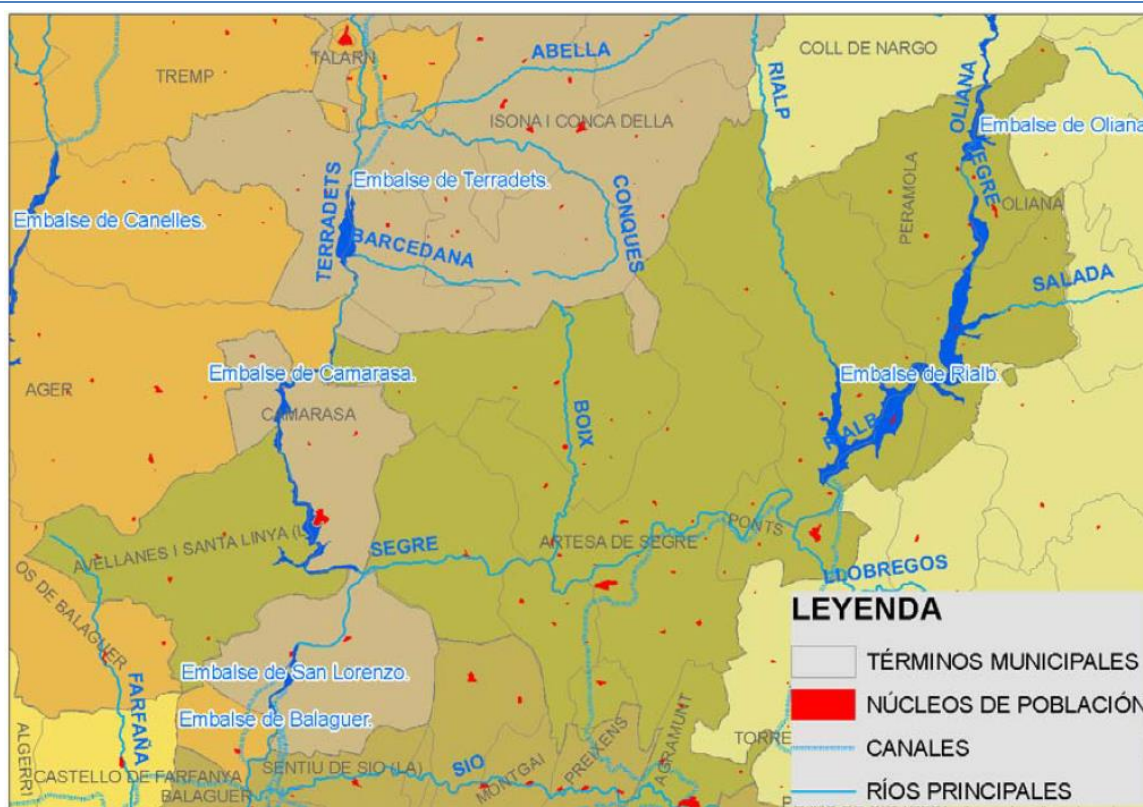 COLL DE NARGO
TALARN
ABELLA
TREMP
RIALP
OLIANA
ISONA I CONCA DELLA
Embalse de Oliana
Embalse de Terradets.
SEGRE
PERAMOLA
OLIANA
Embalse de Canelles.
TERRADETS
BARCEDANA
CONQUES
SALADA
Embalse de Camarasa.
Embalse de Rialb.
AGER
CAMARASA
BOIX
RIALB
AVELLANES I SANTA LINYA (L
SEGRE
ARTESA DE SEGRE
PONTS
LLOBREGOS
OS DE BALAGUER
LEYENDA
TÉRMINOS MUNICIPALES
Embalse de San Lorenzo.
FARFAÑA
NÚCLEOS DE POBLACIÓN
Embalse de Balaguer.
ALGERRI
TORRE
CANALES
CASTELLO DE FARFANYA
SENTIU DE SIO (LA)
SIO
MONTGAI
PREIXENS
AGRAMUNT
BALAGUER
RÍOS PRINCIPALES